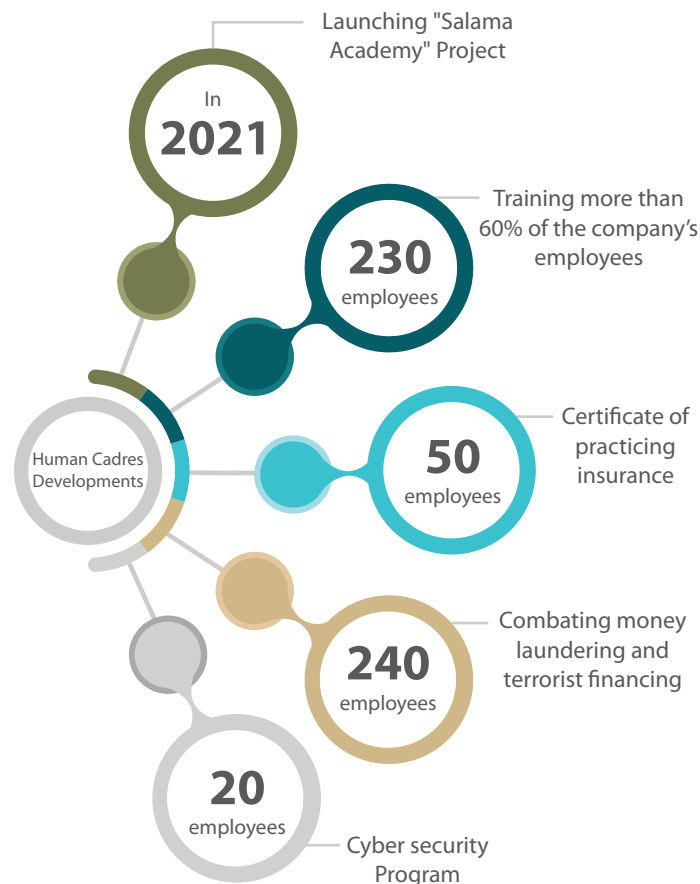 Launching "Salama
Academy" Project
In
2021
Training more than
60% of the company’s
employees
230
employees
Human Cadres
Developments
Certificate of
practicing
insurance
50
employees
Combating money
laundering and
terrorist financing
240
employees
20
employees
Cyber security
Program